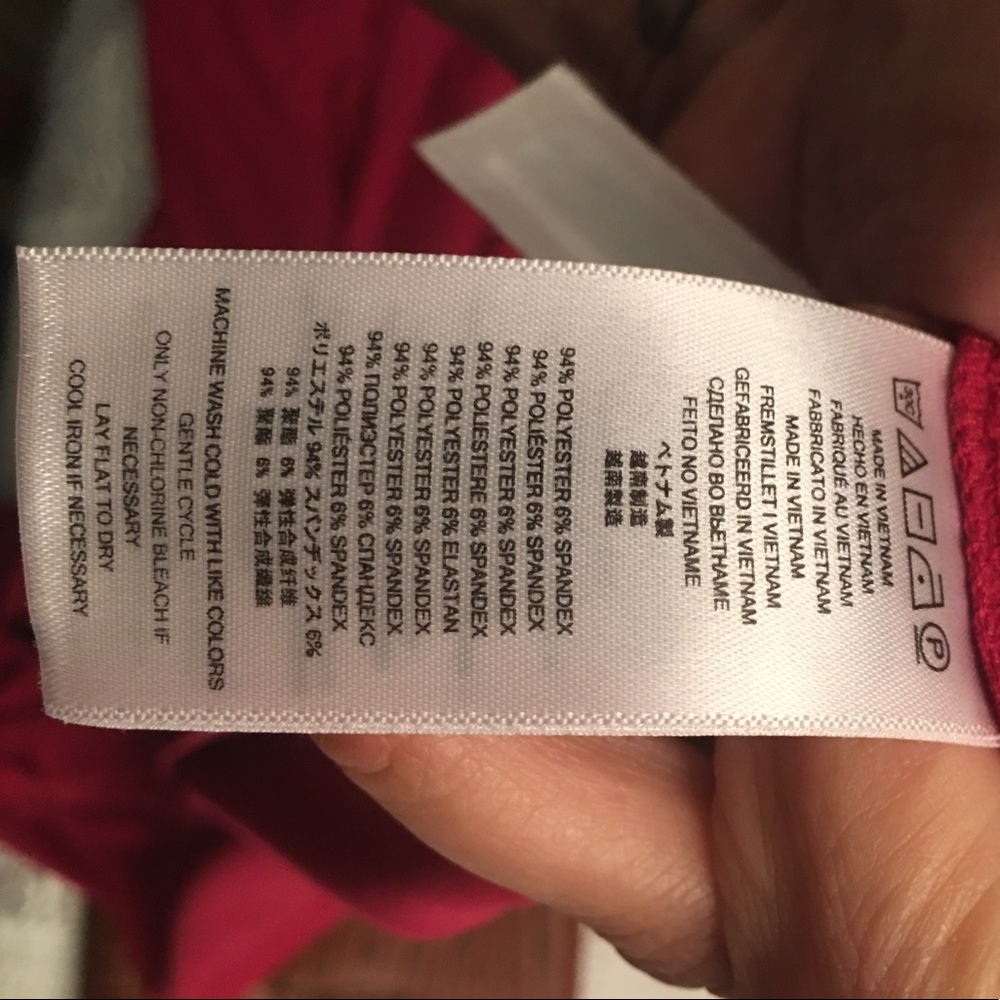 P
MADE IN VIETNAM
HECHO EN VIETNAM
FABRIQUÉ AU VIETNAM
FABBRICATO IN VIETNAM
MADE IN VIETNAM
FREMSTILLET I VIETNAM
GEFABRICEERD IN VIETNAM
СДЕЛАНО ВО ВЬЕТНАМЕ
FEITO NO VIETNAME
ベトナム製
越南制造
越南製造
94% POLYESTER 6% SPANDEX
94% POLIÉSTER 6% SPANDEX
94% POLYESTER 6% SPANDEX
94% POLIESTERE 6% SPANDEX
94% POLYESTER 6% ELASTAN
94% POLYESTER 6% SPANDEX
94% POLYESTER 6% SPANDEX
94% ПОЛИЭСТЕР 6% СПАНДЕКС
94% POLIÉSTER 6% SPANDEX
ポリエステル 94% スパンデックス 6%
94% 聚酯 6% 弹性合成纤维
94% 聚酯 6% 彈性合成纖維
MACHINE WASH COLD WITH LIKE COLORS
GENTLE CYCLE
ONLY NON-CHLORINE BLEACH IF
NECESSARY
LAY FLAT TO DRY
COOL IRON IF NECESSARY